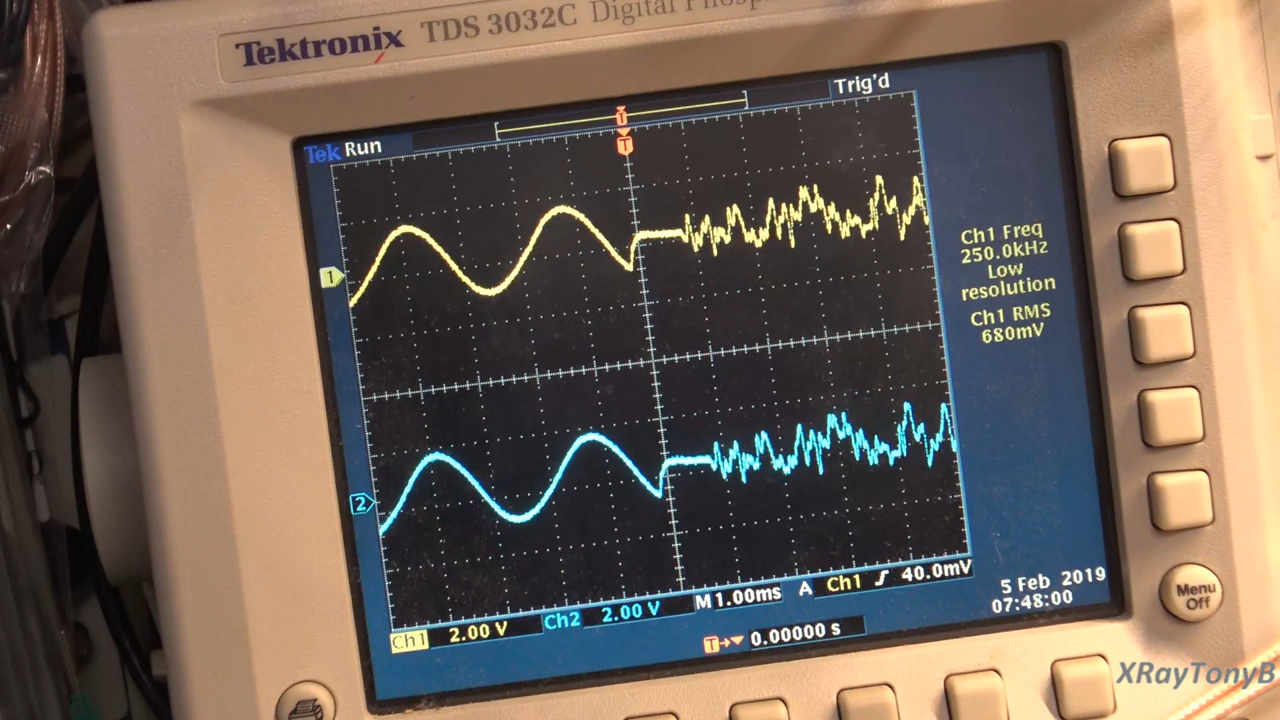 Tektronix TDS 3032C Digital
Tek Run Trig'd
T
T
1
Ch1 Freq
250.0kHz
Low
resolution
Ch1 RMS
680mV
2
Ch1 2.00 V Ch2 2.00 V M 1.00ms A Ch1 40.0mV
T 0.00000 s
5 Feb 2019
07:48:00
Menu
Off
XRayTonyB